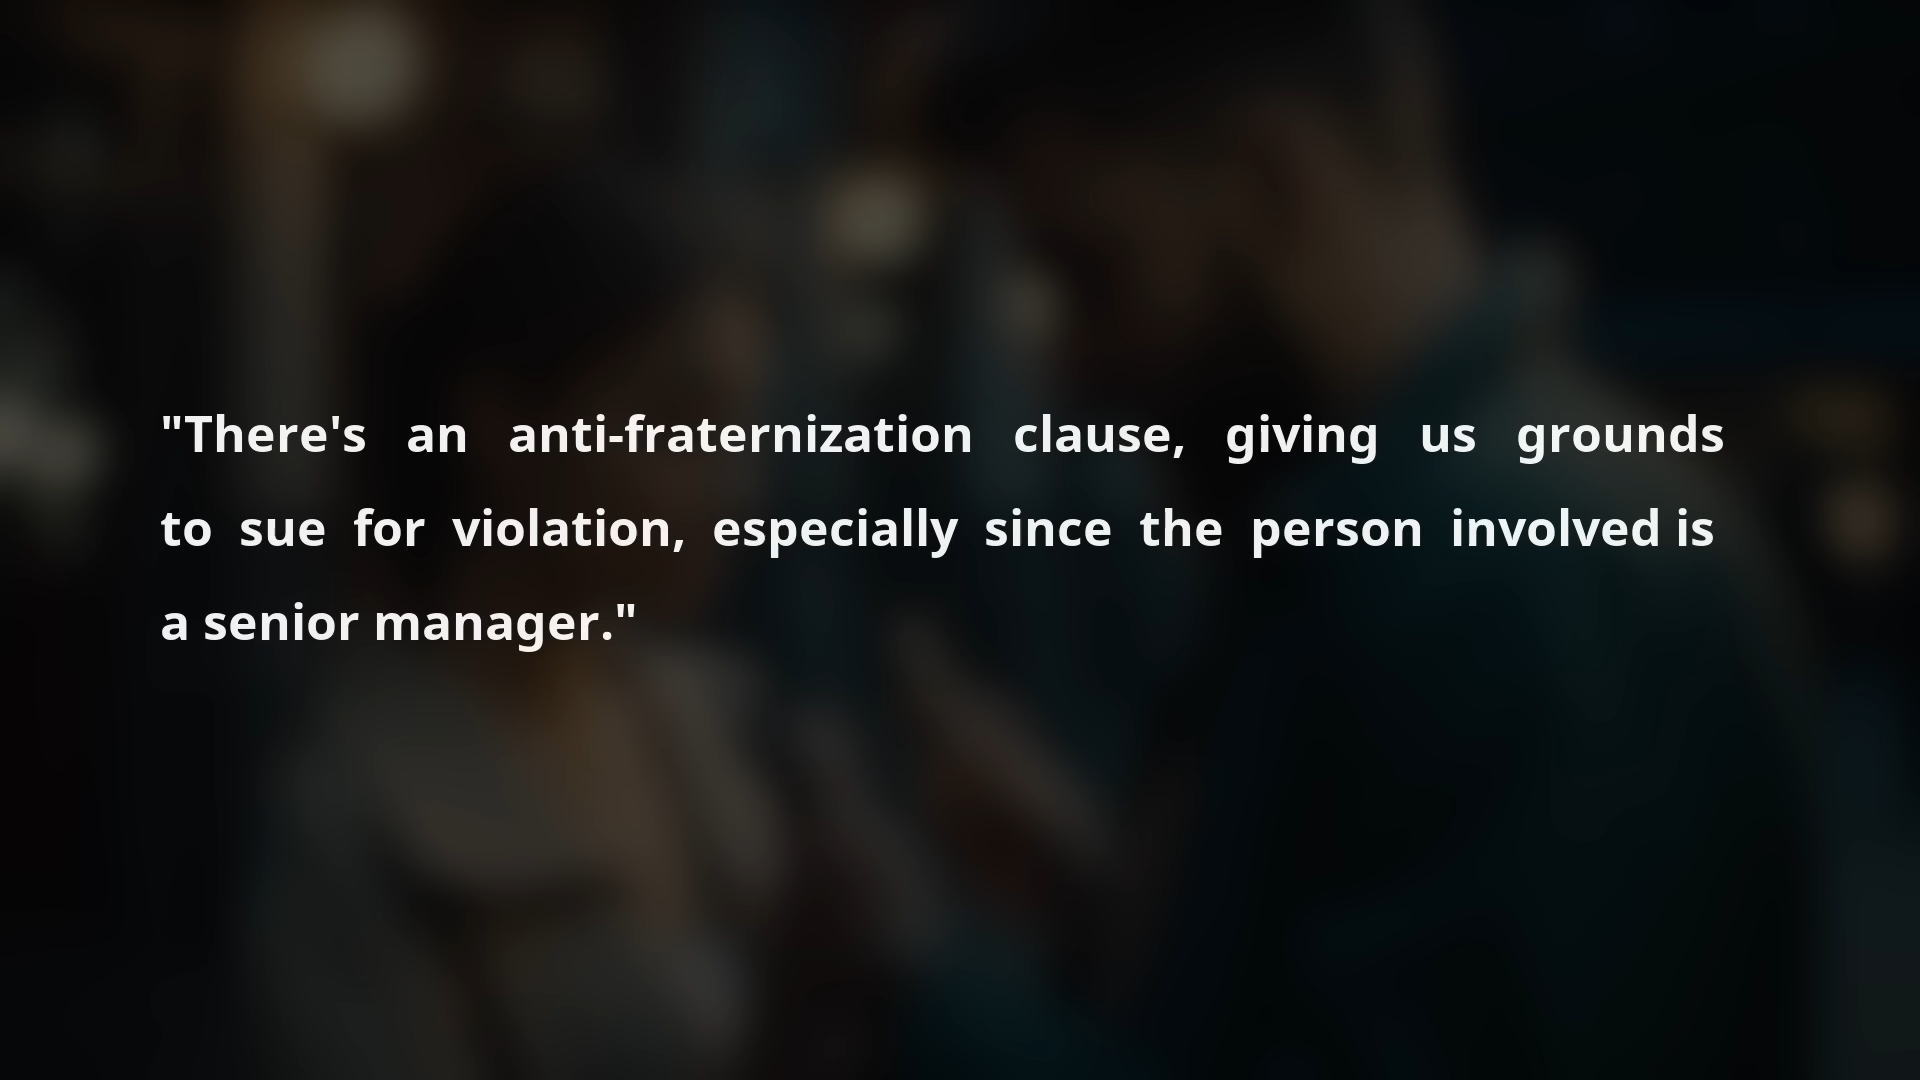 "There's an anti-fraternization clause, giving us grounds
to sue for violation, especially since the person involved is
a senior manager."